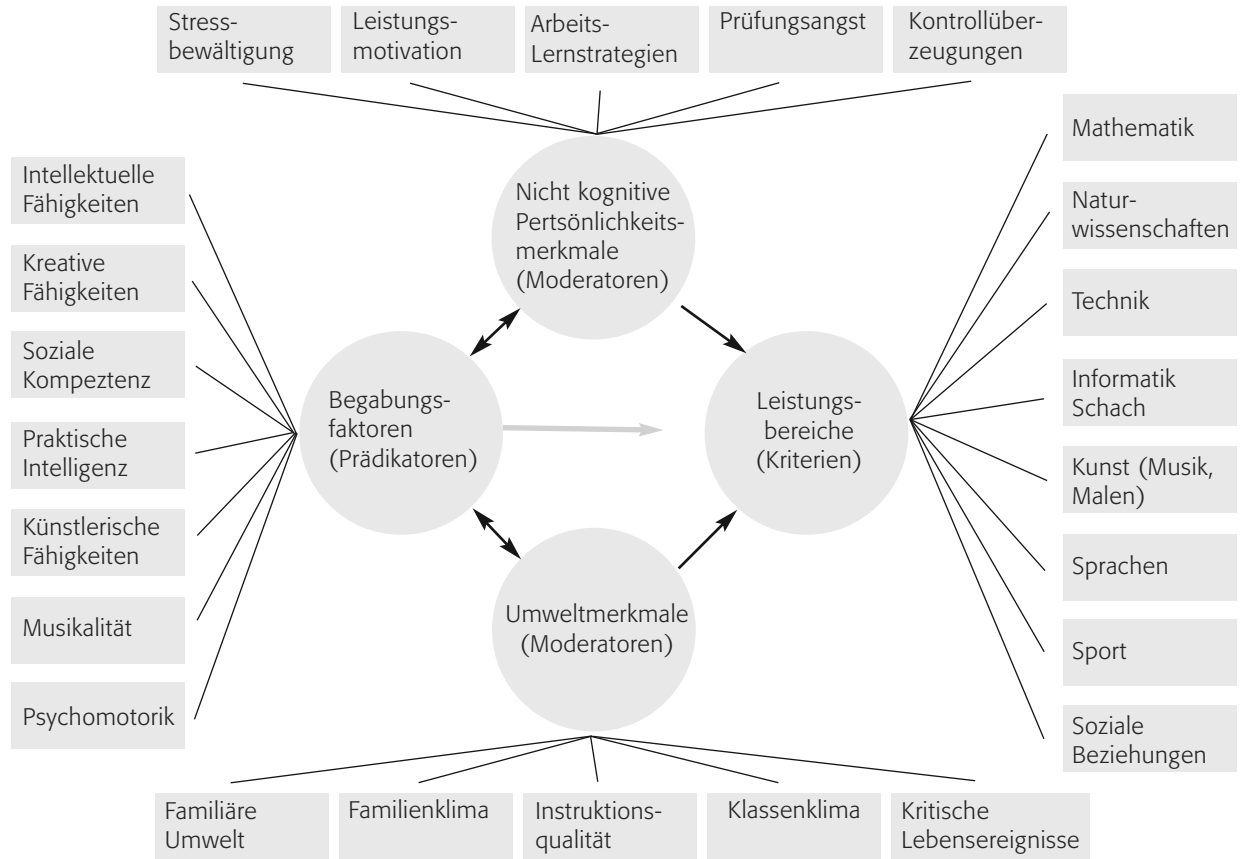 Stress-
bewältigung
Leistungs-
motivation
Arbeits-
Lernstrategien
Prüfungsangst
Kontrollüber-
zeugungen
Intellektuelle
Fähigkeiten
Kreative
Fähigkeiten
Soziale
Kompeztenz
Praktische
Intelligenz
Künstlerische
Fähigkeiten
Musikalität
Psychomotorik
Nicht kognitive
Pertsönlichkeits-
merkmale
(Moderatoren)
Begabungs-
faktoren
(Prädikatoren)
Leistungs-
bereiche
(Kriterien)
Umweltmerkmale
(Moderatoren)
Mathematik
Natur-
wissenschaften
Technik
Informatik
Schach
Kunst (Musik,
Malen)
Sprachen
Sport
Soziale
Beziehungen
Familiäre
Umwelt
Familienklima
Instruktions-
qualität
Klassenklima
Kritische
Lebensereignisse